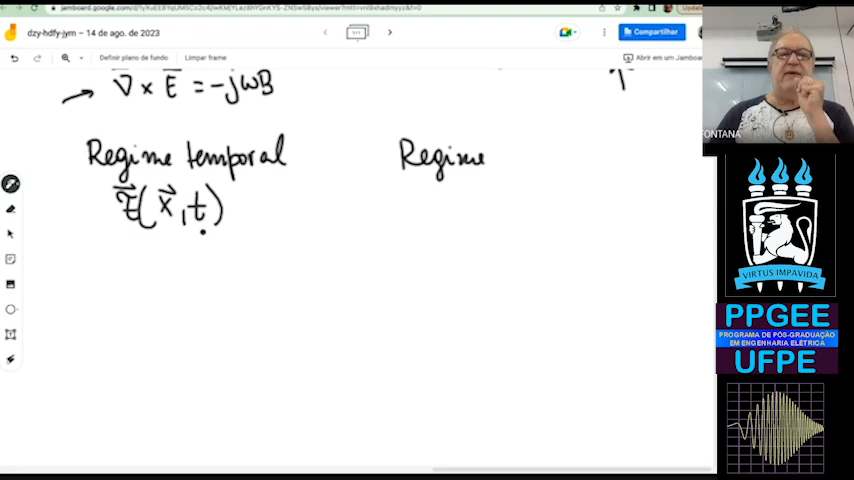 jamboard.google.com
dzy-hdfy-jym – 14 de ago. de 2023
1/1
Compartilhar
Definir plano de fundo Limpar frame
Abrir em um Jamboard
∇ × E = -jωB
Regime temporal Regime
(x⃗, t)
FONTANA
VIRTUS IMPAVIDA
PPGEE
PROGRAMA DE PÓS-GRADUAÇÃO
EM ENGENHARIA ELÉTRICA
UFPE